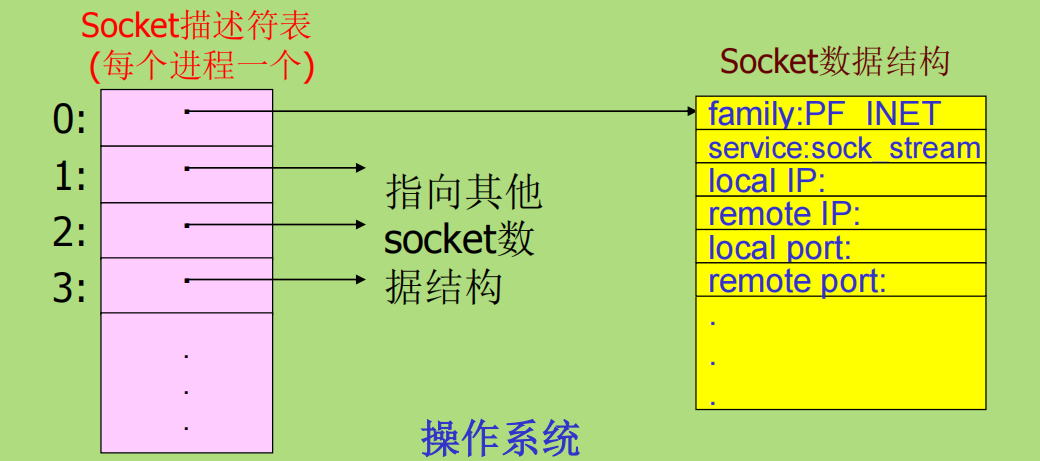 Socket描述符表
(每个进程一个)
Socket数据结构
0:
1:
2:
3:
.
.
.
指向其他
socket数
据结构
family:PF_INET
service:sock_stream
local IP:
remote IP:
local port:
remote port:
.
.
.
操作系统